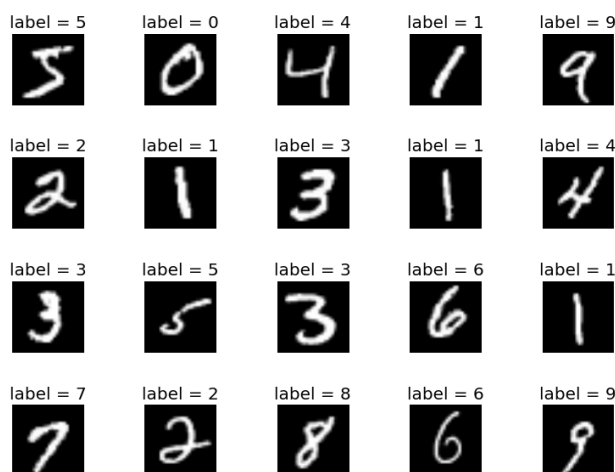 label = 5 label = 0 label = 4 label = 1 label = 9
5 0 4 1 9
label = 2 label = 1 label = 3 label = 1 label = 4
2 1 3 1 4
label = 3 label = 5 label = 3 label = 6 label = 1
3 5 3 6 1
label = 7 label = 2 label = 8 label = 6 label = 9
7 2 8 6 9